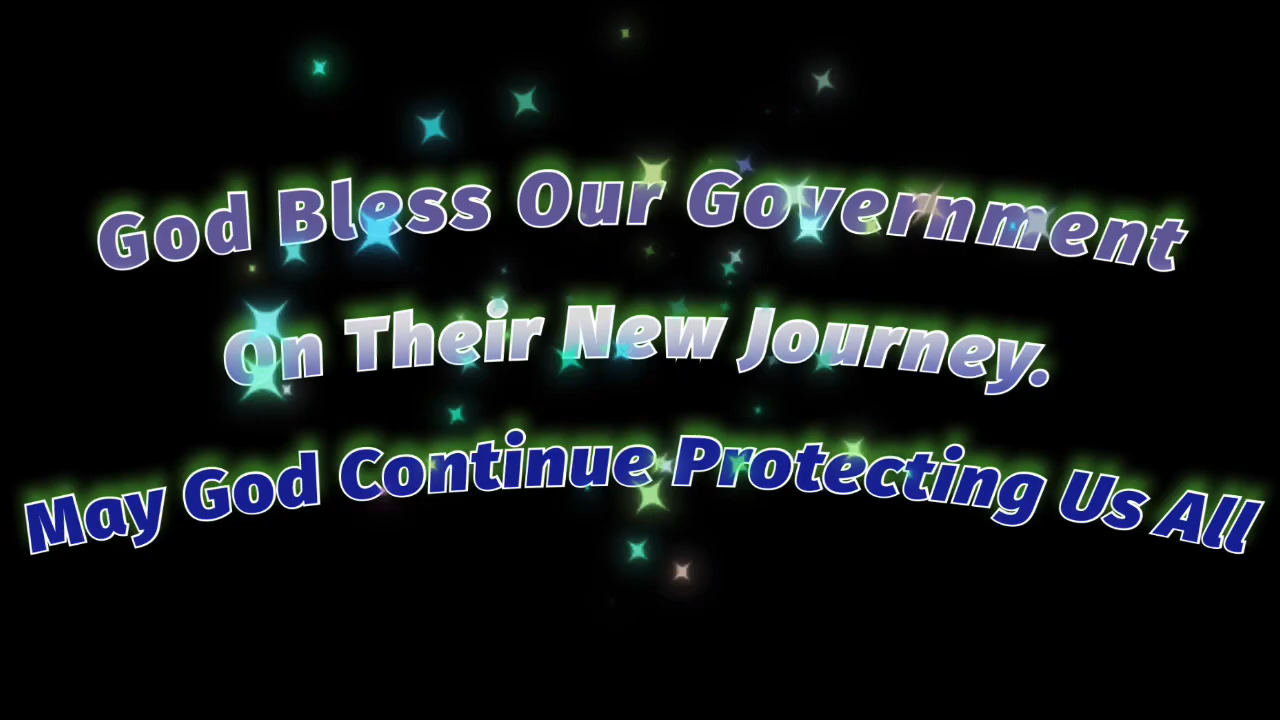 God Bless Our Government
On Their New Journey.
May God Continue Protecting Us All